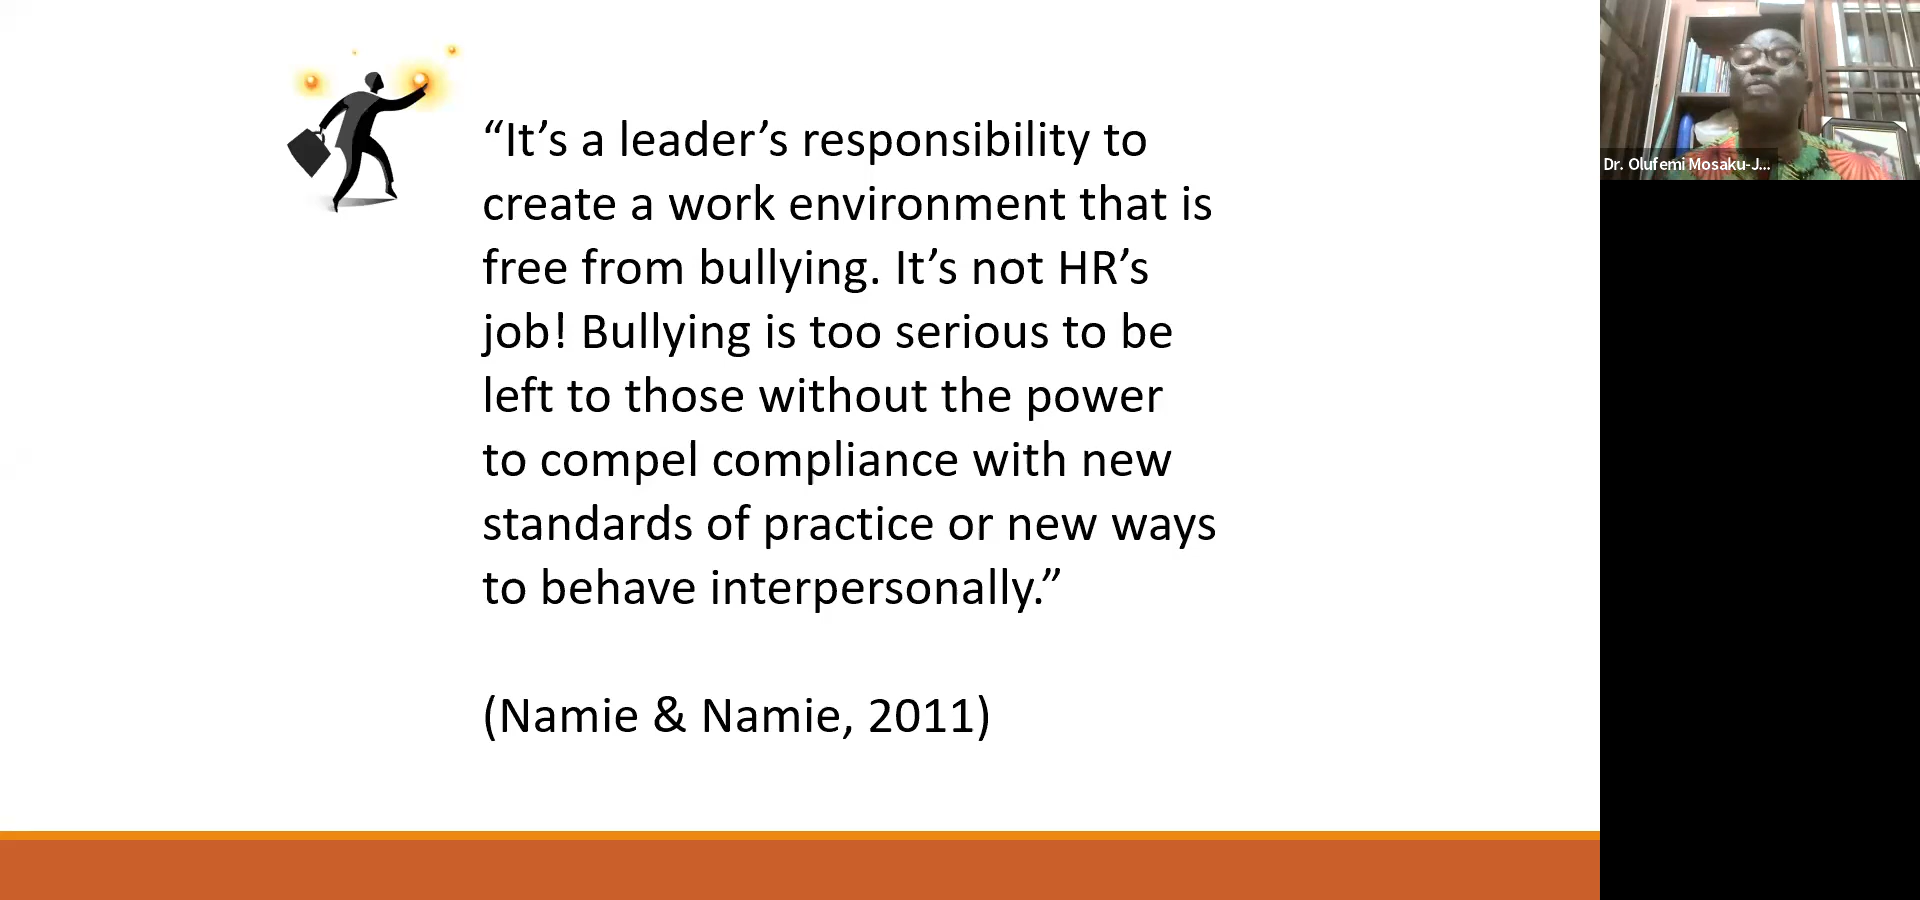 “It’s a leader’s responsibility to
create a work environment that is
free from bullying. It’s not HR’s
job! Bullying is too serious to be
left to those without the power
to compel compliance with new
standards of practice or new ways
to behave interpersonally.”
(Namie & Namie, 2011)
Dr. Olufemi Mosaku-J...